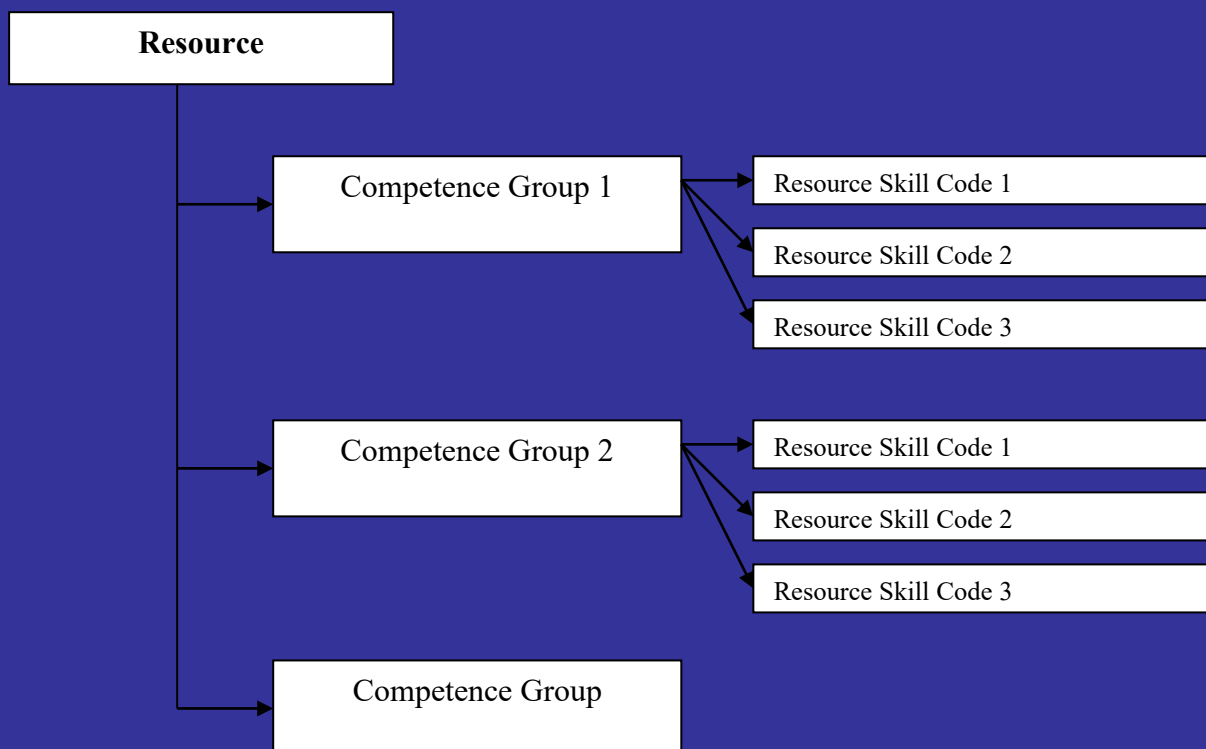 Resource
Competence Group 1
Resource Skill Code 1
Resource Skill Code 2
Resource Skill Code 3
Competence Group 2
Resource Skill Code 1
Resource Skill Code 2
Resource Skill Code 3
Competence Group